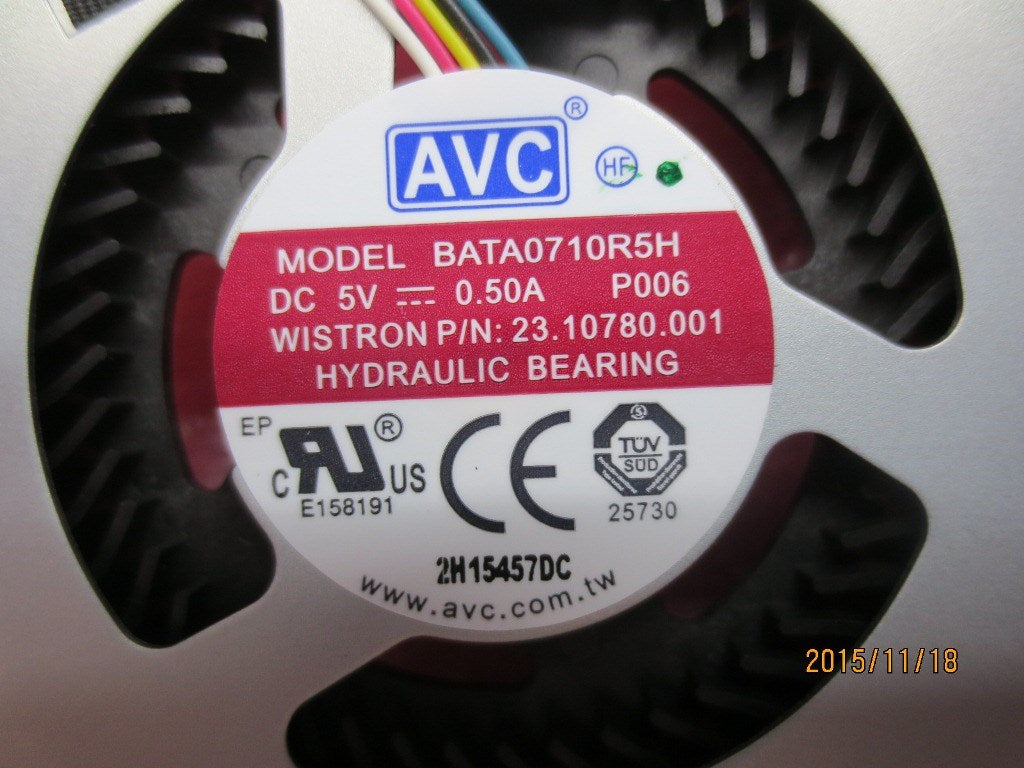 AVC ®
HF
MODEL BATA0710R5H
DC 5V ⎓ 0.50A P006
WISTRON P/N: 23.10780.001
HYDRAULIC BEARING
EP
C RU ® US
E158191
CE
TÜV
SÜD
25730
2H15457DC
www.avc.com.tw
2015/11/18